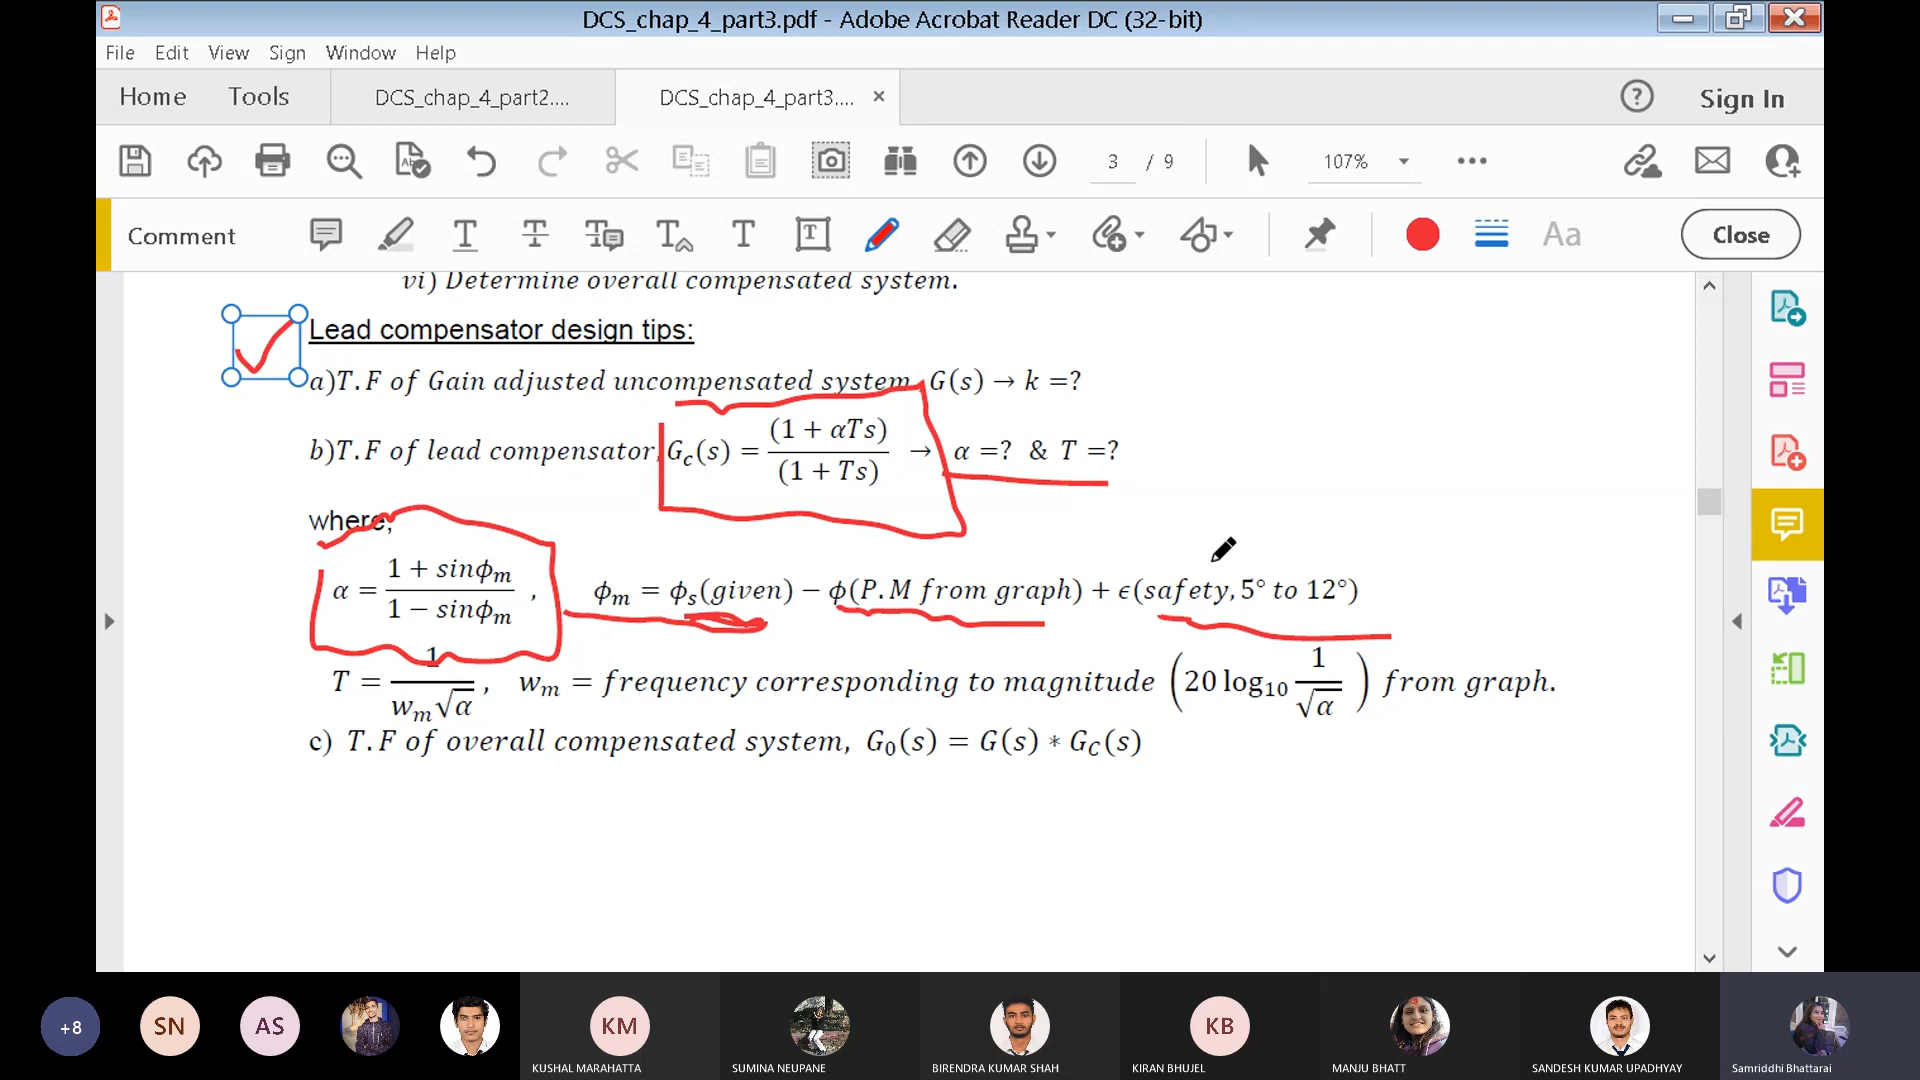 DCS_chap_4_part3.pdf - Adobe Acrobat Reader DC (32-bit)
File Edit View Sign Window Help
Home Tools DCS_chap_4_part2.... DCS_chap_4_part3.... × ? Sign In
3 / 9 107%
Comment T T T T T T Aa Close
vi) Determine overall compensated system.
Lead compensator design tips:
a)T.F of Gain adjusted uncompensated system, G(s) → k =?
b)T.F of lead compensator, G_c(s) = (1 + αTs) / (1 + Ts) → α =? & T =?
where,
α = (1 + sinϕ_m) / (1 − sinϕ_m) , ϕ_m = ϕ_s(given) − ϕ(P.M from graph) + ϵ(safety, 5° to 12°)
T = 1 / (w_m√α) , w_m = frequency corresponding to magnitude (20 log₁₀ 1/√α) from graph.
c) T.F of overall compensated system, G₀(s) = G(s) ∗ G_C(s)
+8 SN AS KM KB
KUSHAL MARAHATTA SUMINA NEUPANE BIRENDRA KUMAR SHAH KIRAN BHUJEL MANJU BHATT SANDESH KUMAR UPADHYAY Samriddhi Bhattarai